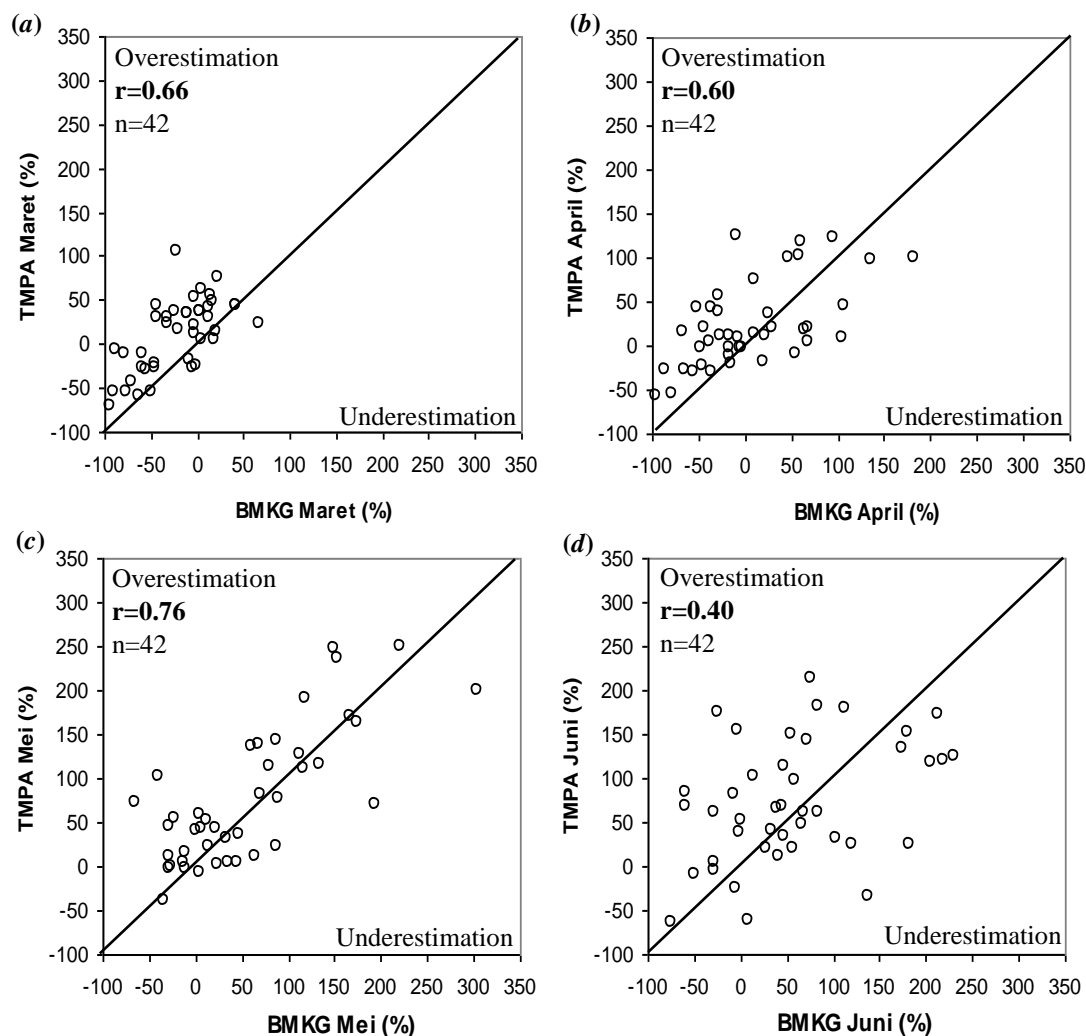 (a)
350
300
250
200
150
100
50
0
-50
-100
TMPA Maret (%)
Overestimation
r=0.66
n=42
Underestimation
-100 -50 0 50 100 150 200 250 300 350
BMKG Maret (%)
(b)
350
300
250
200
150
100
50
0
-50
-100
TMPA April (%)
Overestimation
r=0.60
n=42
Underestimation
-100 -50 0 50 100 150 200 250 300 350
BMKG April (%)
(c)
350
300
250
200
150
100
50
0
-50
-100
TMPA Mei (%)
Overestimation
r=0.76
n=42
Underestimation
-100 -50 0 50 100 150 200 250 300 350
BMKG Mei (%)
(d)
350
300
250
200
150
100
50
0
-50
-100
TMPA Juni (%)
Overestimation
r=0.40
n=42
Underestimation
-100 -50 0 50 100 150 200 250 300 350
BMKG Juni (%)